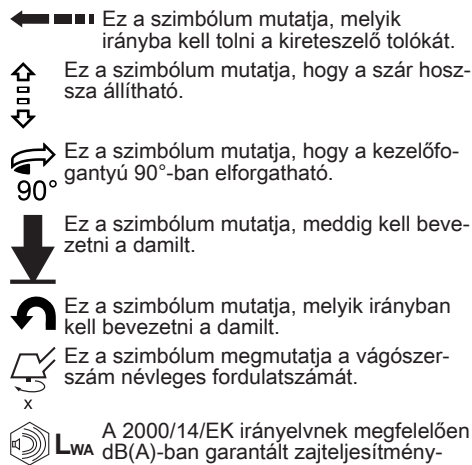 Ez a szimbólum mutatja, melyik
irányba kell tolni a kireteszelő tolókát.
Ez a szimbólum mutatja, hogy a szár hosz-
sza állítható.
Ez a szimbólum mutatja, hogy a kezelőfo-
gantyú 90°-ban elforgatható.
90°
Ez a szimbólum mutatja, meddig kell beve-
zetni a damilt.
Ez a szimbólum mutatja, melyik irányban
kell bevezetni a damilt.
Ez a szimbólum megmutatja a vágószer-
szám névleges fordulatszámát.
x
LWA A 2000/14/EK irányelvnek megfelelően
dB(A)-ban garantált zajteljesítmény-